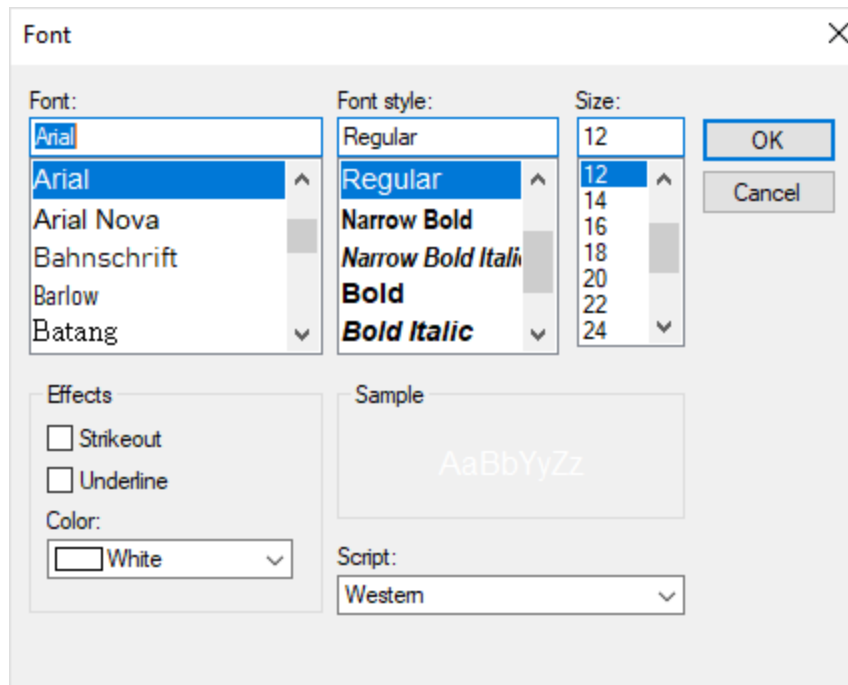 Font
Font:
Arial
Arial
Arial Nova
Bahnschrift
Barlow
Batang
Font style:
Regular
Regular
Narrow Bold
Narrow Bold Itali
Bold
Bold Italic
Size:
12
12
14
16
18
20
22
24
OK
Cancel
Effects
Strikeout
Underline
Color:
White
Sample
AaBbYyZz
Script:
Western